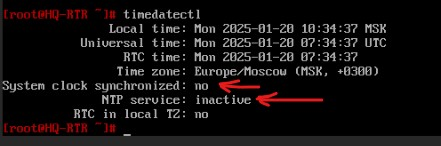 [root@HQ-RTR ~]# timedatectl
Local time: Mon 2025-01-20 10:34:37 MSK
Universal time: Mon 2025-01-20 07:34:37 UTC
RTC time: Mon 2025-01-20 07:34:37
Time zone: Europe/Moscow (MSK, +0300)
System clock synchronized: no
NTP service: inactive
RTC in local TZ: no
[root@HQ-RTR ~]#